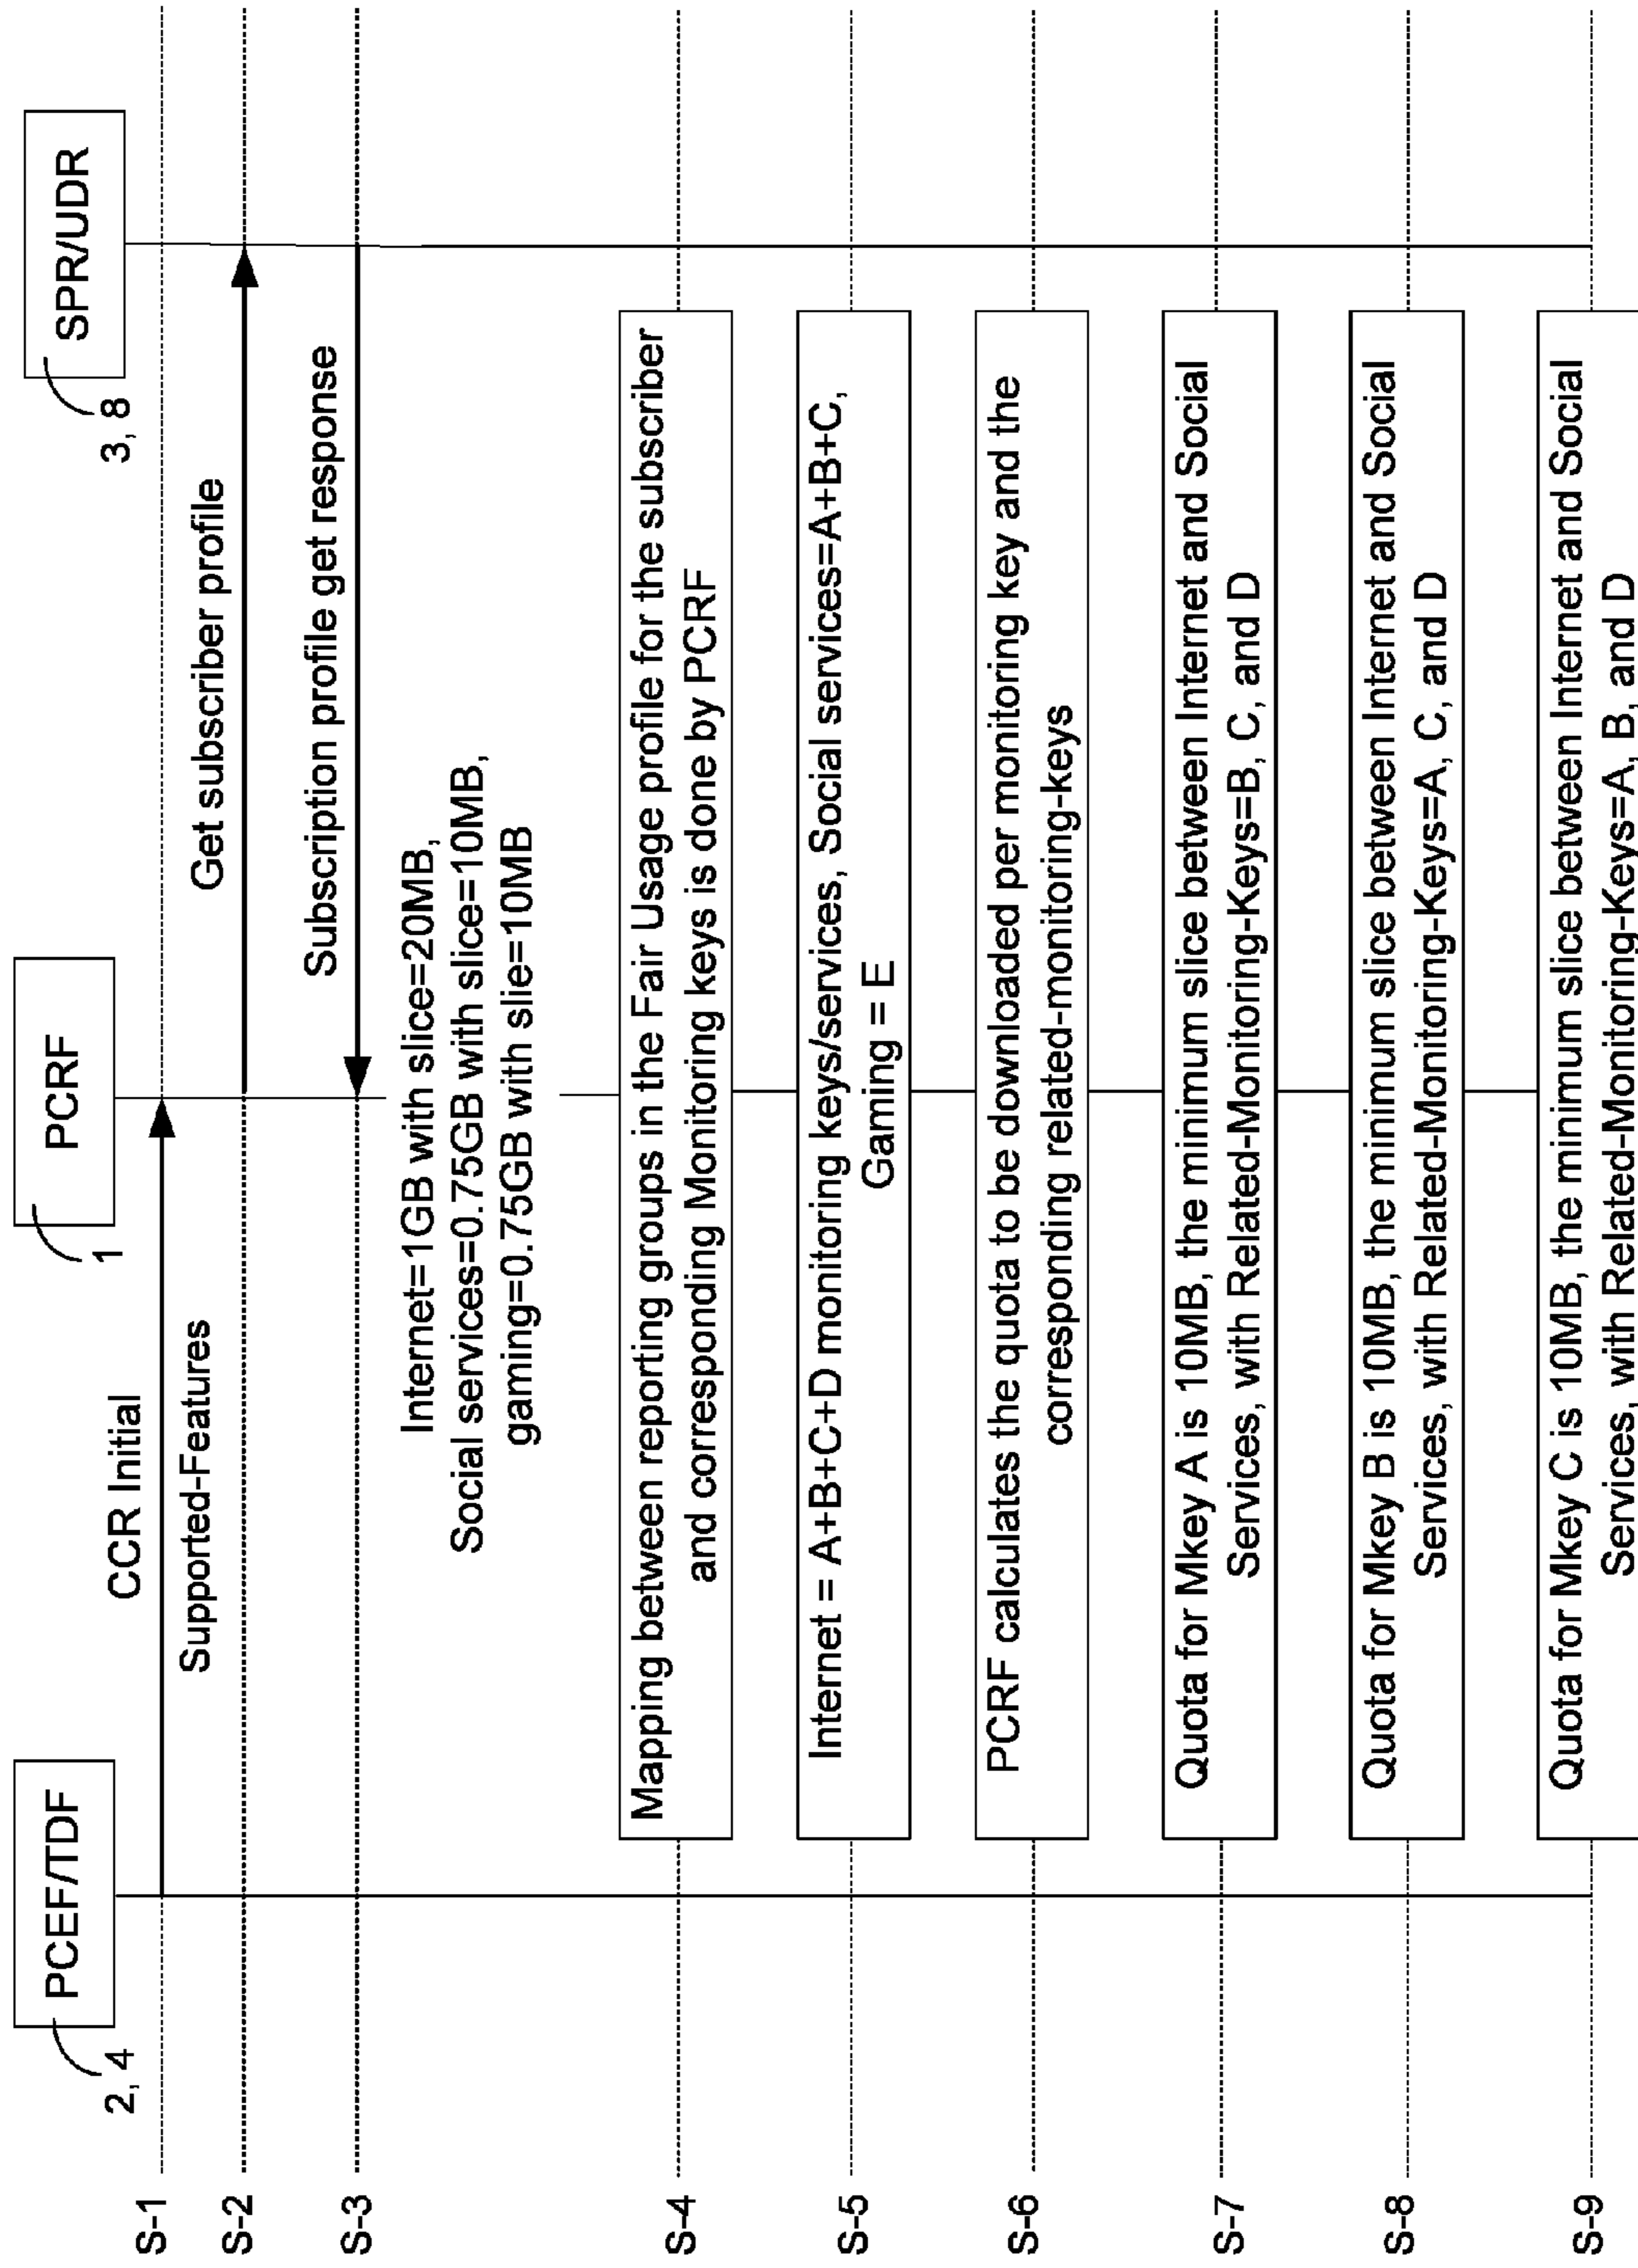 PCEF/TDF
2, 4
PCRF
1
SPR/UDR
3, 8
S-1
CCR Initial
Supported-Features
S-2
Get subscriber profile
S-3
Subscription profile get response
Internet=1GB with slice=20MB,
Social services=0.75GB with slice=10MB,
gaming=0.75GB with slie=10MB
S-4
Mapping between reporting groups in the Fair Usage profile for the subscriber
and corresponding Monitoring keys is done by PCRF
S-5
Internet = A+B+C+D monitoring keys/services, Social services=A+B+C,
Gaming = E
S-6
PCRF calculates the quota to be downloaded per monitoring key and the
corresponding related-monitoring-keys
S-7
Quota for Mkey A is 10MB, the minimum slice between Internet and Social
Services, with Related-Monitoring-Keys=B, C, and D
S-8
Quota for Mkey B is 10MB, the minimum slice between Internet and Social
Services, with Related-Monitoring-Keys=A, C, and D
S-9
Quota for Mkey C is 10MB, the minimum slice between Internet and Social
Services, with Related-Monitoring-Keys=A, B, and D